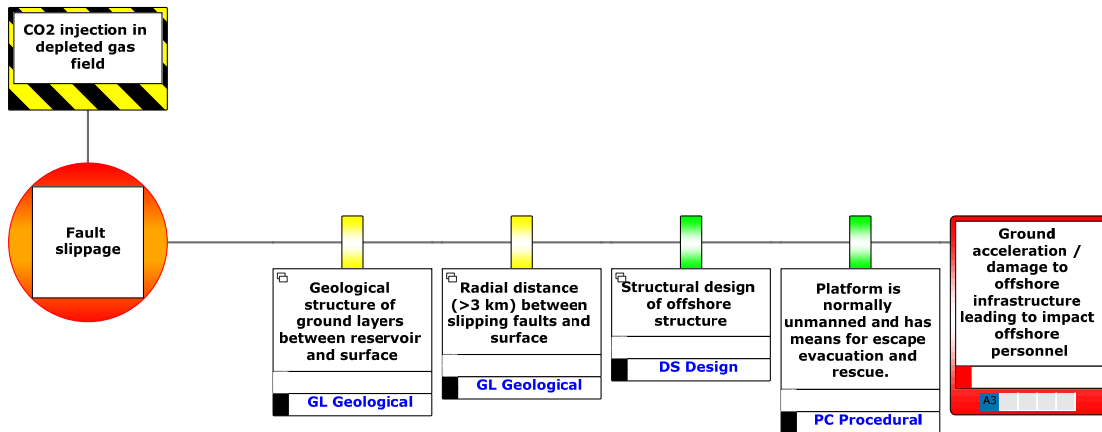 CO2 injection in
depleted gas
field
Fault
slippage
Geological
structure of
ground layers
between reservoir
and surface
GL Geological
Radial distance
(>3 km) between
slipping faults and
surface
GL Geological
Structural design
of offshore
structure
DS Design
Platform is
normally
unmanned and has
means for escape
evacuation and
rescue.
PC Procedural
Ground
acceleration /
damage to
offshore
infrastructure
leading to impact
offshore
personnel
A3